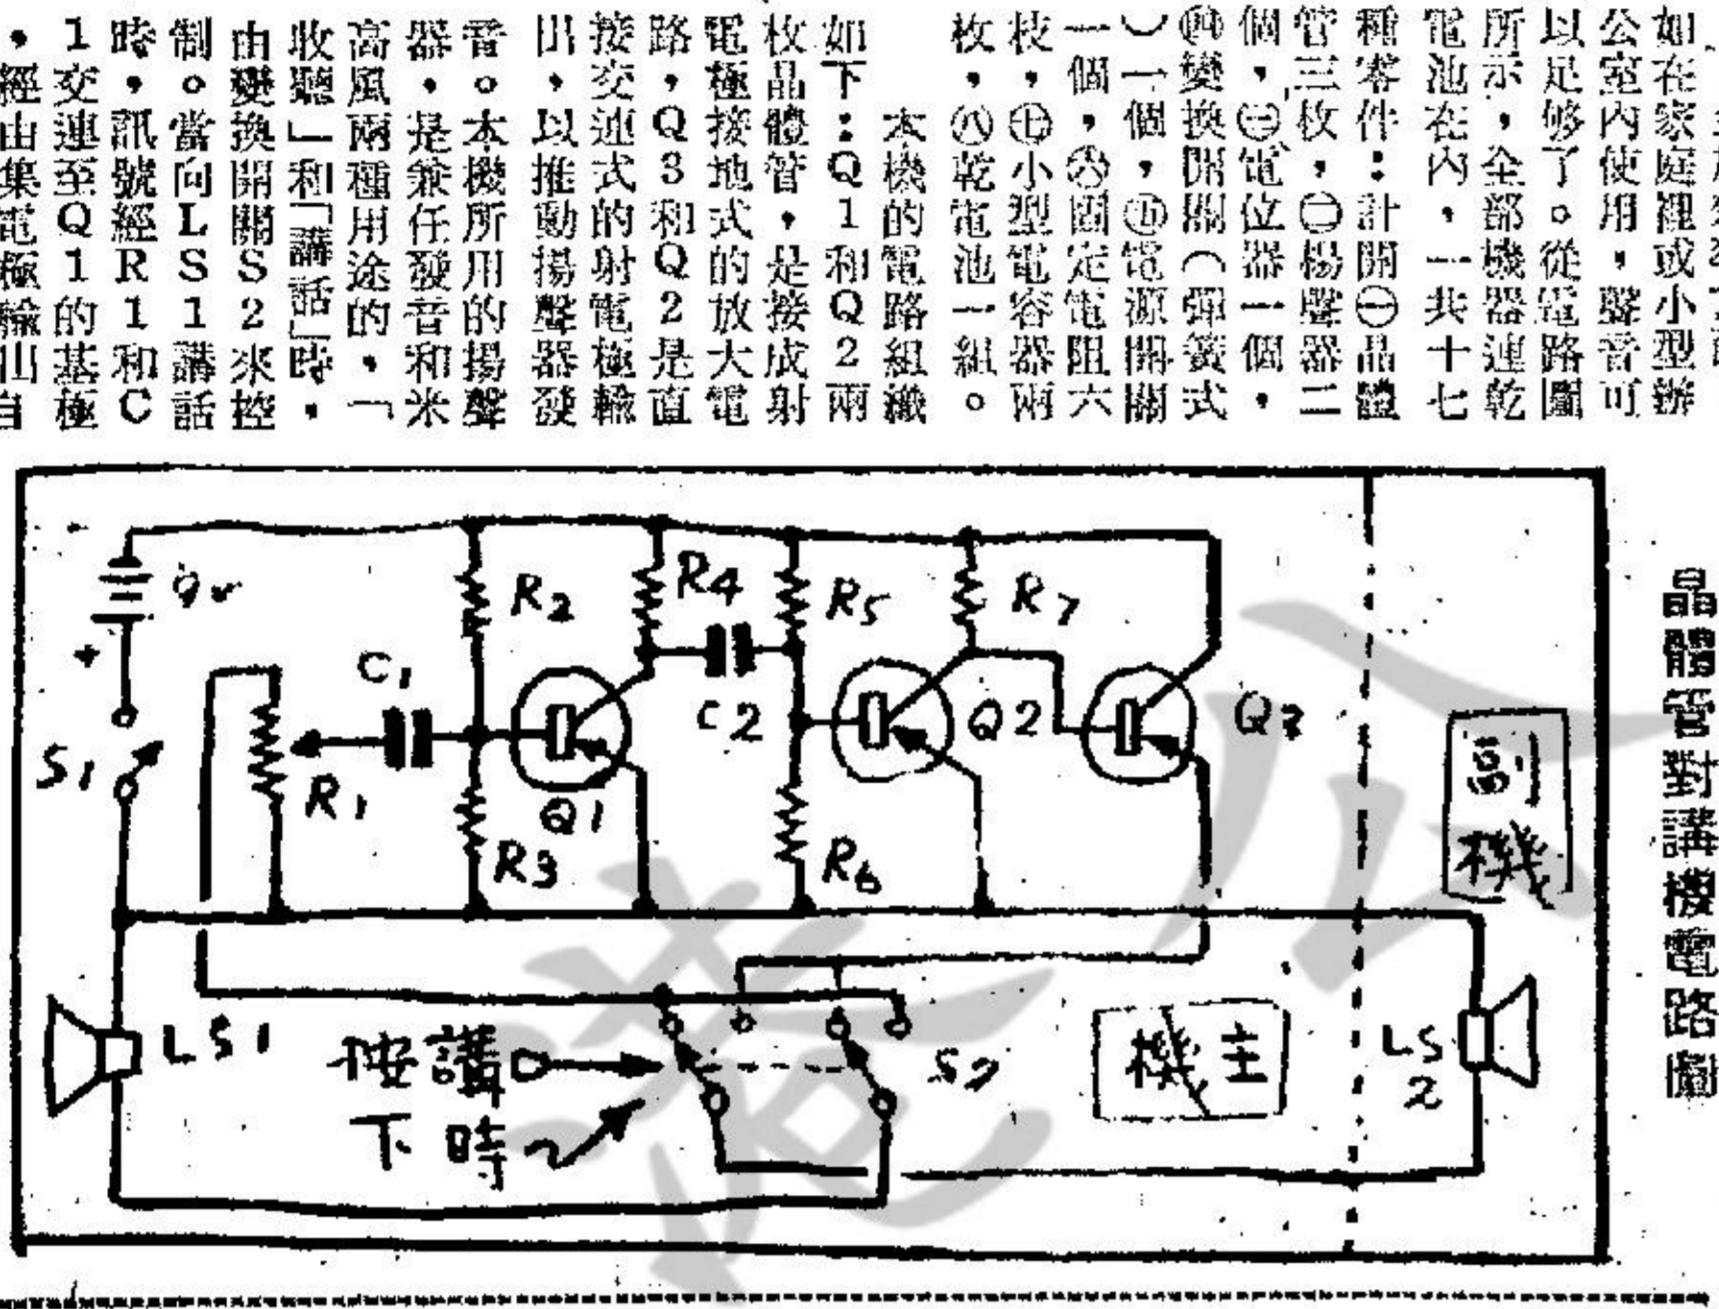 如在家庭裡或小型辦
公室內使用，聲音可
以足够了。從電路圖
所示，全部機器連乾
電池在內，一共十七
種零件：計開㊀晶體
管三枚，㊁楊聲器二
個，㊂電位器一個，
㊃變換開關（彈簧式
）一個，㊄電源開關
一個，㊅固定電阻六
枝，㊆小型電容器兩
枚，㊇乾電池一組。
本機的電路組織
如下：Q1和Q2兩
枚晶體管，是接成射
電極接地式的放大電
路，Q3和Q2是直
接交連式的射電極輸
出，以推動揚聲器發
音。本機所用的揚聲
器，是兼任發音和米
高風兩種用途的，「
收聽」和「講話」時，
由變換開關S2來控
制。當向LS1講話
時，訊號經R1和C
1交連至Q1的基極
，經由集電極輸出自
晶體管對講機電路圖
9v
+
S1
R1
C1
R2
R3
Q1
R4
C2
R5
R6
Q2
R7
Q3
副機
LS1
按講
下時
S2
主機
LS2